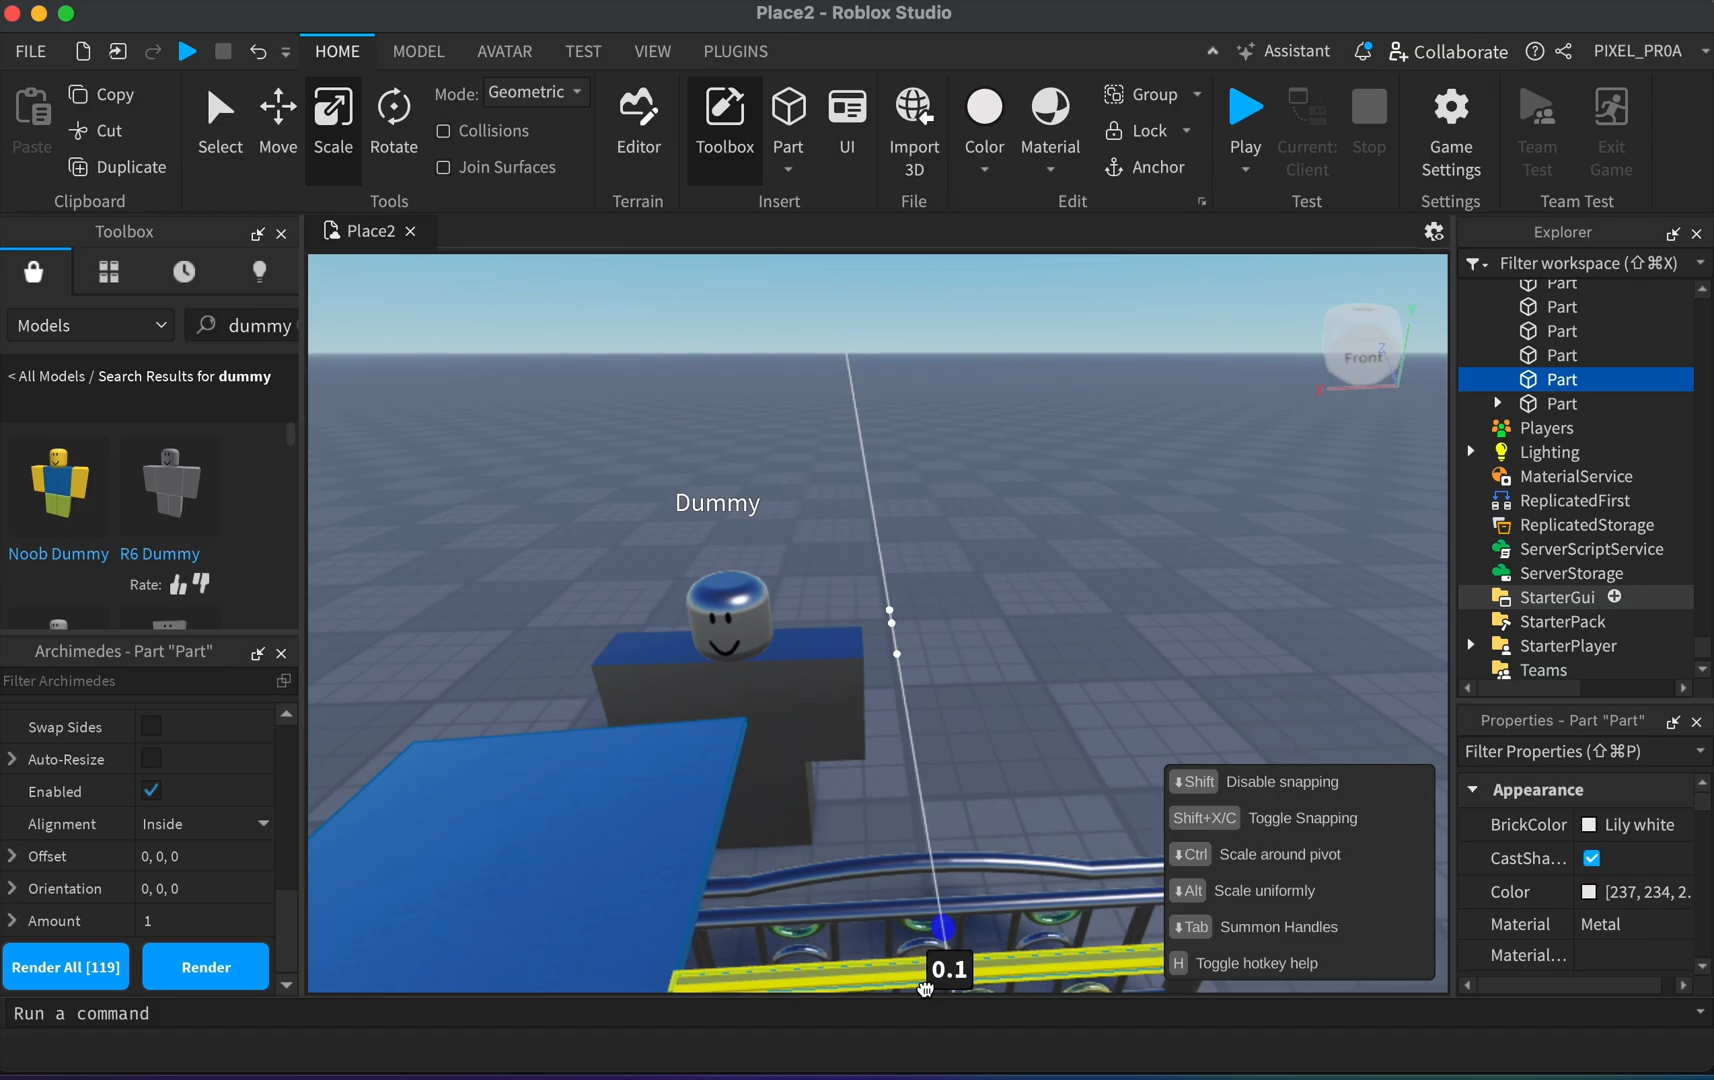 Place2 - Roblox Studio
FILE
HOME
MODEL
AVATAR
TEST
VIEW
PLUGINS
Assistant
Collaborate
PIXEL_PR0A
Paste
Copy
Cut
Duplicate
Clipboard
Select
Move
Scale
Rotate
Mode: Geometric
Collisions
Join Surfaces
Tools
Editor
Terrain
Toolbox
Part
UI
Insert
Import
3D
File
Color
Material
Group
Lock
Anchor
Edit
Play
Current:
Client
Stop
Test
Game
Settings
Settings
Team
Test
Exit
Game
Team Test
Toolbox
Models
dummy
< All Models / Search Results for dummy
Noob Dummy
R6 Dummy
Rate:
Archimedes - Part "Part"
Filter Archimedes
Swap Sides
Auto-Resize
Enabled
Alignment Inside
Offset 0, 0, 0
Orientation 0, 0, 0
Amount 1
Render All [119]
Render
Run a command
Place2
Dummy
Front
X
Y
Z
0.1
Shift Disable snapping
Shift+X/C Toggle Snapping
Ctrl Scale around pivot
Alt Scale uniformly
Tab Summon Handles
H Toggle hotkey help
Explorer
Filter workspace (⇧⌘X)
Part
Part
Part
Part
Part
Part
Players
Lighting
MaterialService
ReplicatedFirst
ReplicatedStorage
ServerScriptService
ServerStorage
StarterGui
StarterPack
StarterPlayer
Teams
Properties - Part "Part"
Filter Properties (⇧⌘P)
Appearance
BrickColor Lily white
CastSha...
Color [237, 234, 2..
Material Metal
Material...